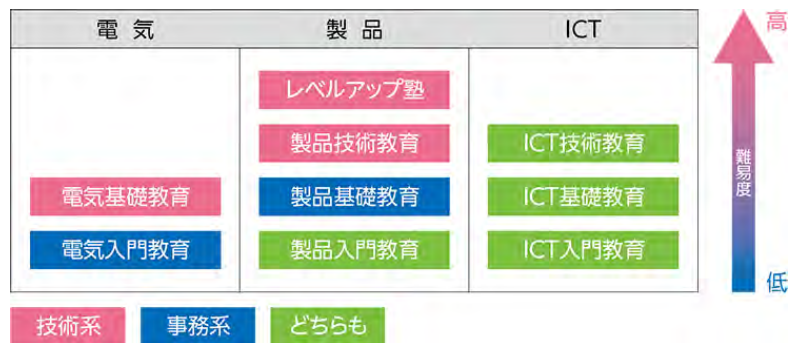 電気 製品 ICT 高
レベルアップ塾
製品技術教育 ICT技術教育
難易度
電気基礎教育 製品基礎教育 ICT基礎教育
電気入門教育 製品入門教育 ICT入門教育
低
技術系 事務系 どちらも